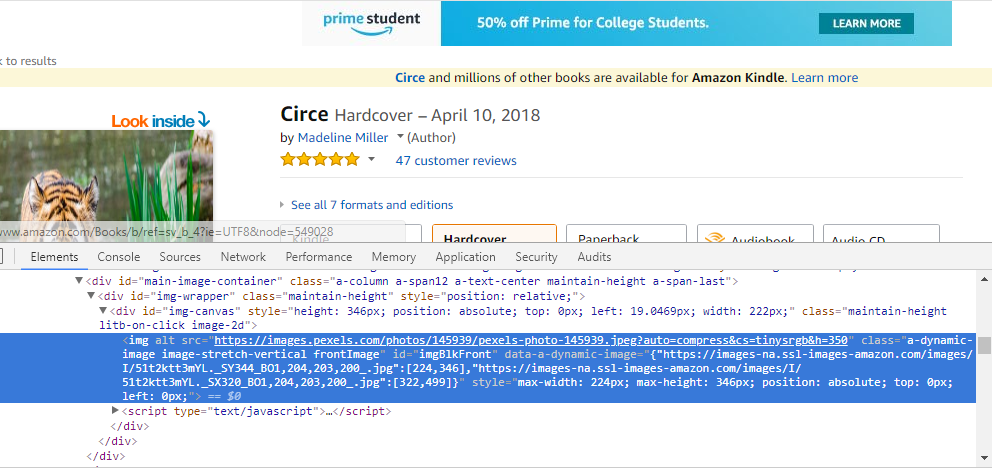 prime student
50% off Prime for College Students.
LEARN MORE
k to results
Circe and millions of other books are available for Amazon Kindle. Learn more
Look inside
Circe Hardcover – April 10, 2018
by Madeline Miller (Author)
47 customer reviews
See all 7 formats and editions
www.amazon.com/Books/b/ref=sv_b_4?ie=UTF8&node=549028
Kindle Hardcover Paperback Audiobook Audio CD
Elements Console Sources Network Performance Memory Application Security Audits
▼<div id="main-image-container" class="a-column a-span12 a-text-center maintain-height a-span-last">
▼<div id="img-wrapper" class="maintain-height" style="position: relative;">
▼<div id="img-canvas" style="height: 346px; position: absolute; top: 0px; left: 19.0469px; width: 222px;" class="maintain-height
litb-on-click image-2d">
<img alt src="https://images.pexels.com/photos/145939/pexels-photo-145939.jpeg?auto=compress&cs=tinysrgb&h=350" class="a-dynamic-
image image-stretch-vertical frontImage" id="imgBlkFront" data-a-dynamic-image="{"https://images-na.ssl-images-amazon.com/images/
I/51t2ktt3mYL._SY344_BO1,204,203,200_.jpg":[224,346],"https://images-na.ssl-images-amazon.com/images/I/
51t2ktt3mYL._SX320_BO1,204,203,200_.jpg":[322,499]}" style="max-width: 224px; max-height: 346px; position: absolute; top: 0px;
left: 0px;"> == $0
▶<script type="text/javascript">…</script>
</div>
</div>
</div>